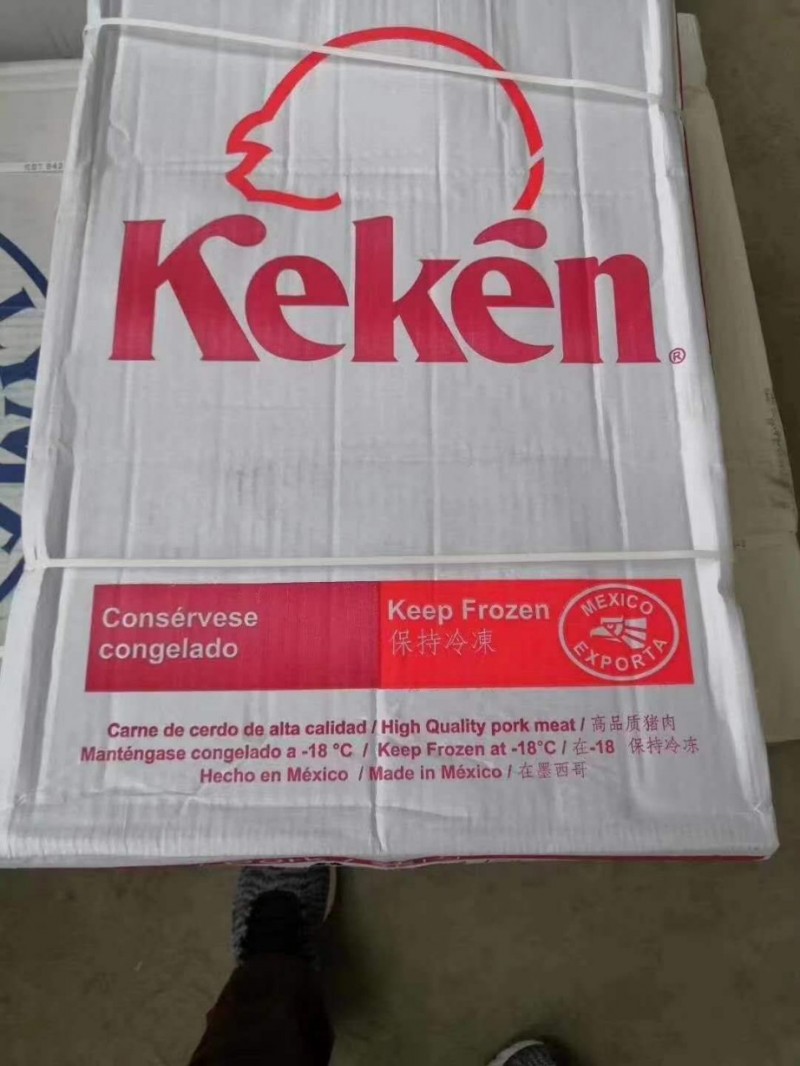 Kekén®
Consérvese
congelado
Keep Frozen
保持冷凍
MEXICO
EXPORTA
Carne de cerdo de alta calidad / High Quality pork meat / 高品质猪肉
Manténgase congelado a -18 °C / Keep Frozen at -18°C / 在-18 保持冷冻
Hecho en México / Made in México / 在墨西哥